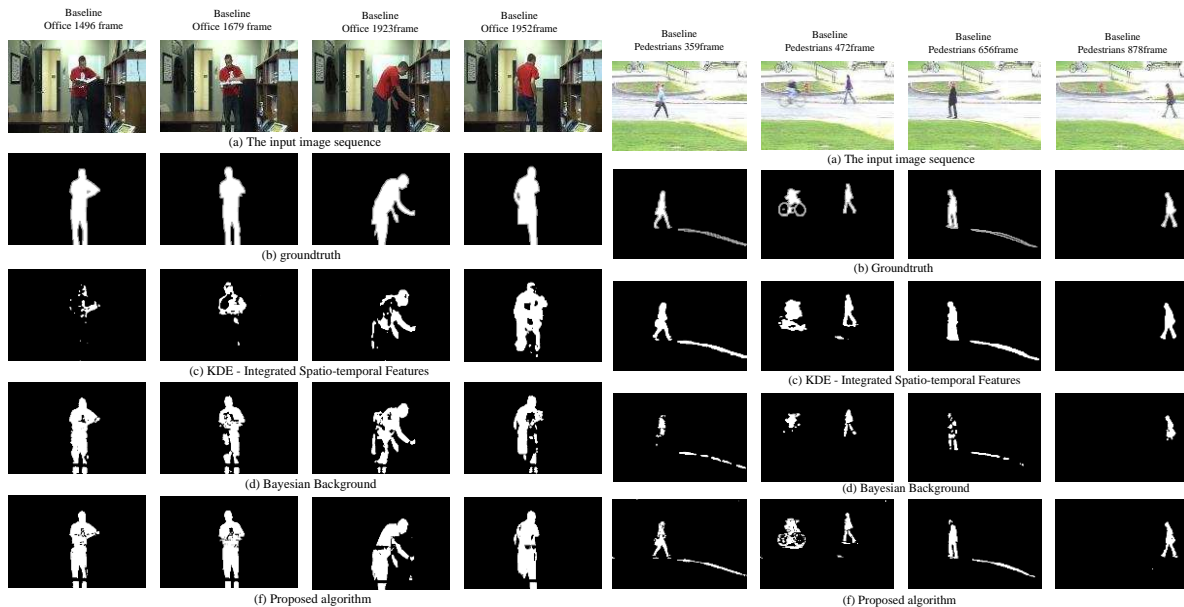 Baseline
Office 1496 frame
Baseline
Office 1679 frame
Baseline
Office 1923frame
Baseline
Office 1952frame
(a) The input image sequence
(b) groundtruth
(c) KDE - Integrated Spatio-temporal Features
(d) Bayesian Background
(f) Proposed algorithm
Baseline
Pedestrians 359frame
Baseline
Pedestrians 472frame
Baseline
Pedestrians 656frame
Baseline
Pedestrians 878frame
(a) The input image sequence
(b) Groundtruth
(c) KDE - Integrated Spatio-temporal Features
(d) Bayesian Background
(f) Proposed algorithm